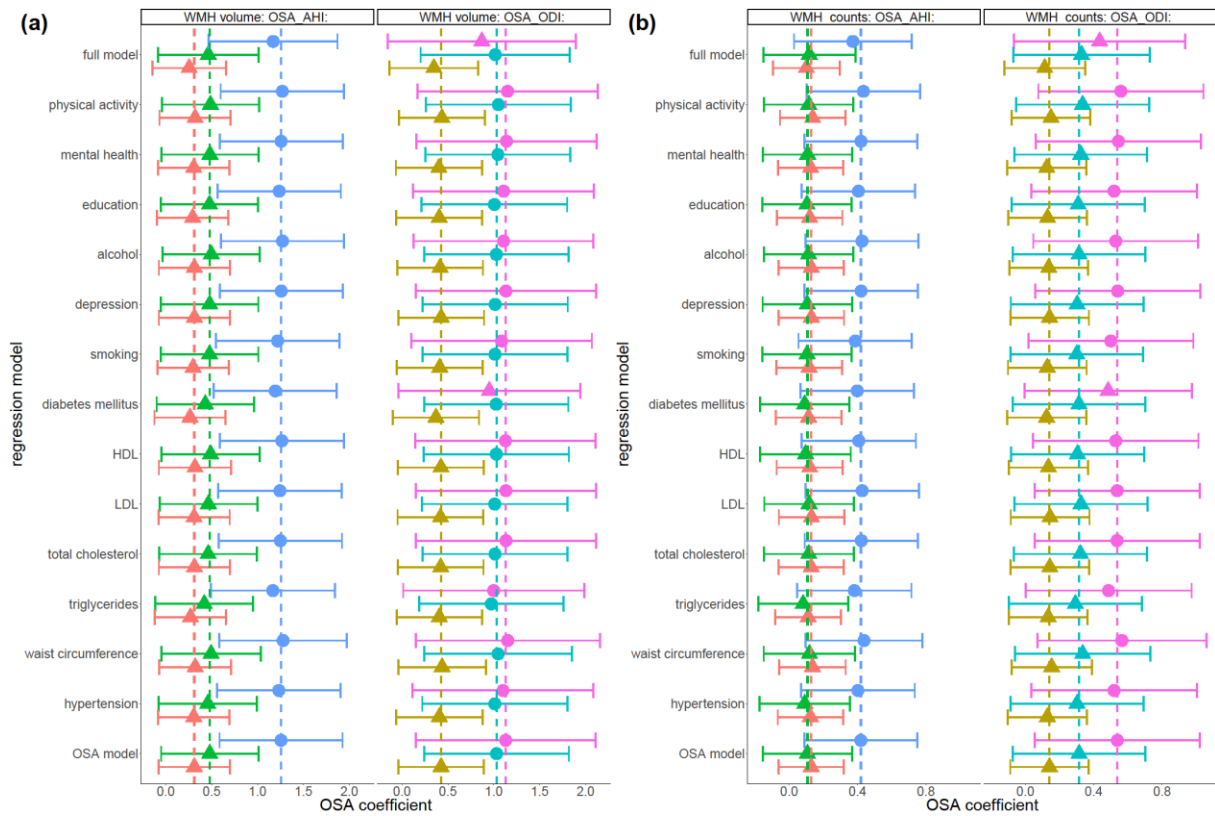 (a)
WMH volume: OSA_AHI:
WMH volume: OSA_ODI:
regression model
full model
physical activity
mental health
education
alcohol
depression
smoking
diabetes mellitus
HDL
LDL
total cholesterol
triglycerides
waist circumference
hypertension
OSA model
0.0 0.5 1.0 1.5
0.0 0.5 1.0 1.5 2.0
OSA coefficient
(b)
WMH counts: OSA_AHI:
WMH counts: OSA_ODI:
regression model
full model
physical activity
mental health
education
alcohol
depression
smoking
diabetes mellitus
HDL
LDL
total cholesterol
triglycerides
waist circumference
hypertension
OSA model
0.0 0.4 0.8
0.0 0.4 0.8
OSA coefficient